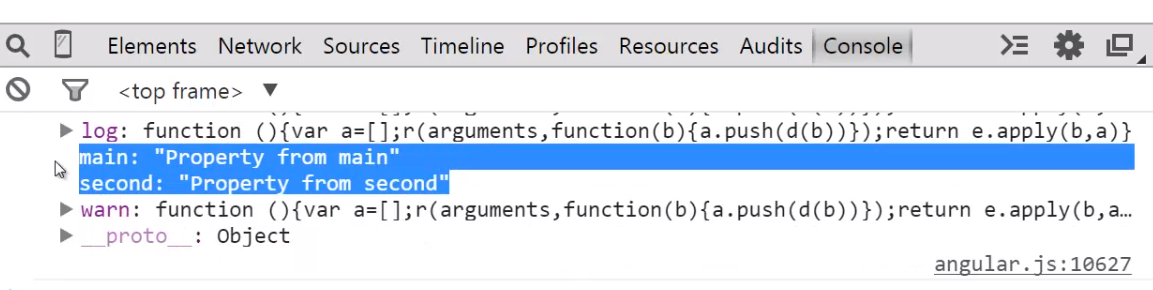 Elements Network Sources Timeline Profiles Resources Audits Console
<top frame> ▼
▶ log: function (){var a=[];r(arguments,function(b){a.push(d(b))});return e.apply(b,a)}
main: "Property from main"
second: "Property from second"
▶ warn: function (){var a=[];r(arguments,function(b){a.push(d(b))});return e.apply(b,a…
▶ __proto__: Object
angular.js:10627